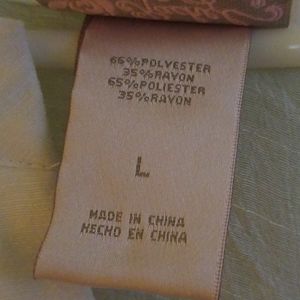 65%POLYESTER
35%RAYON
65%POLIESTER
35%RAYON
L
MADE IN CHINA
HECHO EN CHINA